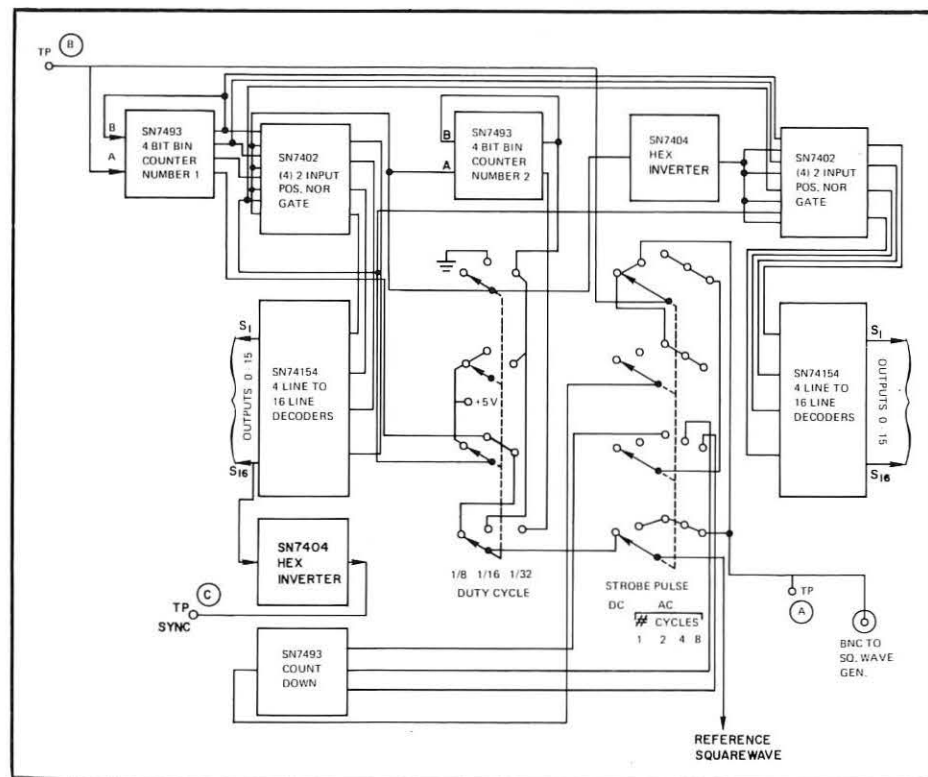 TP B
B
A
SN7493
4 BIT BIN
COUNTER
NUMBER 1
SN7402
(4) 2 INPUT
POS, NOR
GATE
B
A
SN7493
4 BIT BIN
COUNTER
NUMBER 2
SN7404
HEX
INVERTER
SN7402
(4) 2 INPUT
POS, NOR
GATE
S1
OUTPUTS 0 - 15
S16
SN74154
4 LINE TO
16 LINE
DECODERS
+5V
SN74154
4 LINE TO
16 LINE
DECODERS
S1
OUTPUTS 0 - 15
S16
SN7404
HEX
INVERTER
C
TP
SYNC
1/8 1/16 1/32
DUTY CYCLE
STROBE PULSE
DC AC
# CYCLES
1 2 4 8
TP
A
BNC TO
SQ. WAVE
GEN.
SN7493
COUNT
DOWN
REFERENCE
SQUAREWAVE